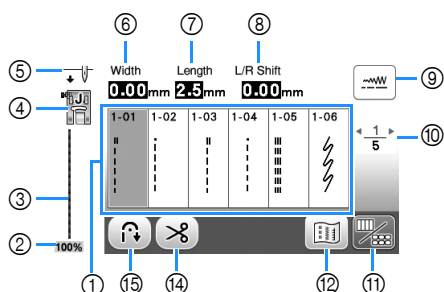 ⑥ ⑦ ⑧
⑤ Width Length L/R Shift
0.00mm 2.5mm 0.00mm ⑨
④ J
1-01 1-02 1-03 1-04 1-05 1-06
1 ⑩
5
③
② 100%
① ⑮ ⑭ ⑫ ⑪